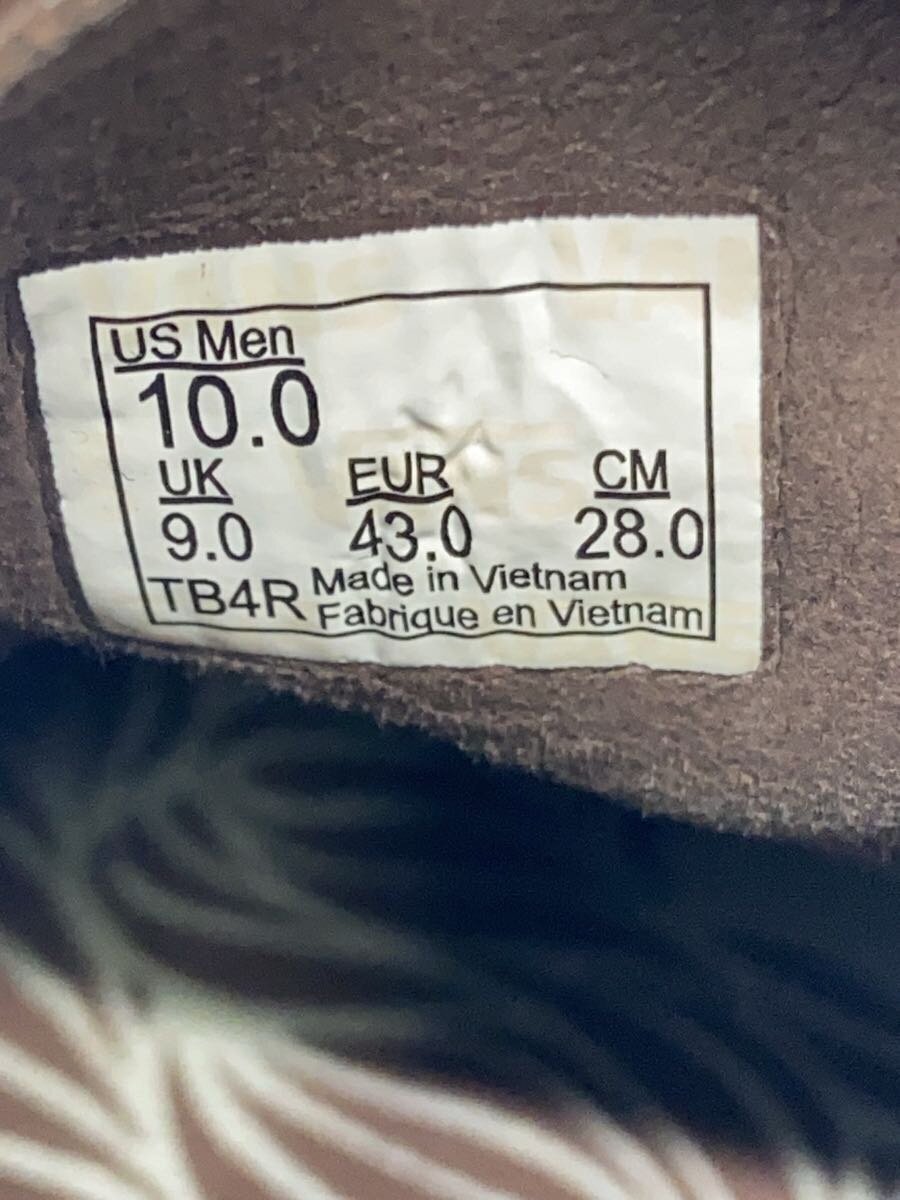 US Men
10.0
UK EUR CM
9.0 43.0 28.0
TB4R Made in Vietnam
Fabrique en Vietnam